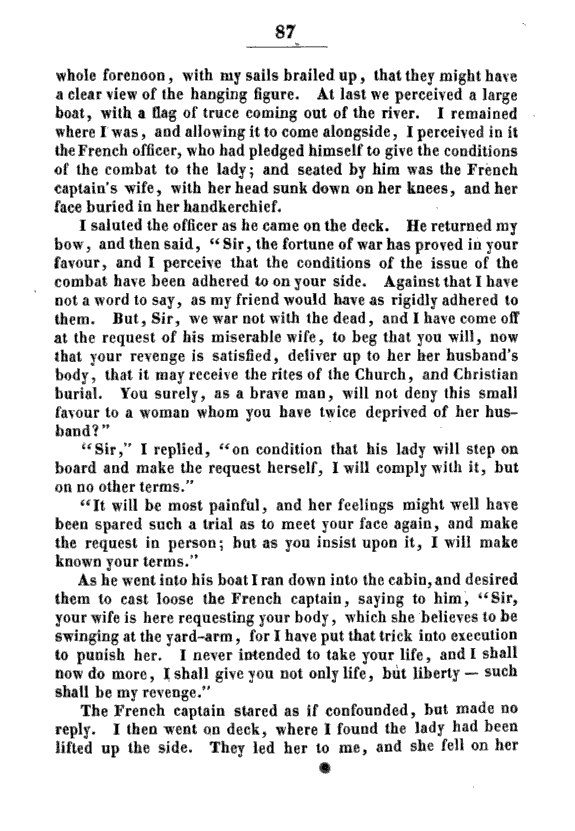 87
whole forenoon, with my sails brailed up, that they might have
a clear view of the hanging figure. At last we perceived a large
boat, with a flag of truce coming out of the river. I remained
where I was, and allowing it to come alongside, I perceived in it
the French officer, who had pledged himself to give the conditions
of the combat to the lady; and seated by him was the French
captain's wife, with her head sunk down on her knees, and her
face buried in her handkerchief.
I saluted the officer as he came on the deck. He returned my
bow, and then said, “Sir, the fortune of war has proved in your
favour, and I perceive that the conditions of the issue of the
combat have been adhered to on your side. Against that I have
not a word to say, as my friend would have as rigidly adhered to
them. But, Sir, we war not with the dead, and I have come off
at the request of his miserable wife, to beg that you will, now
that your revenge is satisfied, deliver up to her her husband's
body, that it may receive the rites of the Church, and Christian
burial. You surely, as a brave man, will not deny this small
favour to a woman whom you have twice deprived of her hus-
band?”
“Sir,” I replied, “on condition that his lady will step on
board and make the request herself, I will comply with it, but
on no other terms.”
“It will be most painful, and her feelings might well have
been spared such a trial as to meet your face again, and make
the request in person; but as you insist upon it, I will make
known your terms.”
As he went into his boat I ran down into the cabin, and desired
them to cast loose the French captain, saying to him, “Sir,
your wife is here requesting your body, which she believes to be
swinging at the yard-arm, for I have put that trick into execution
to punish her. I never intended to take your life, and I shall
now do more, I shall give you not only life, but liberty — such
shall be my revenge.”
The French captain stared as if confounded, but made no
reply. I then went on deck, where I found the lady had been
lifted up the side. They led her to me, and she fell on her